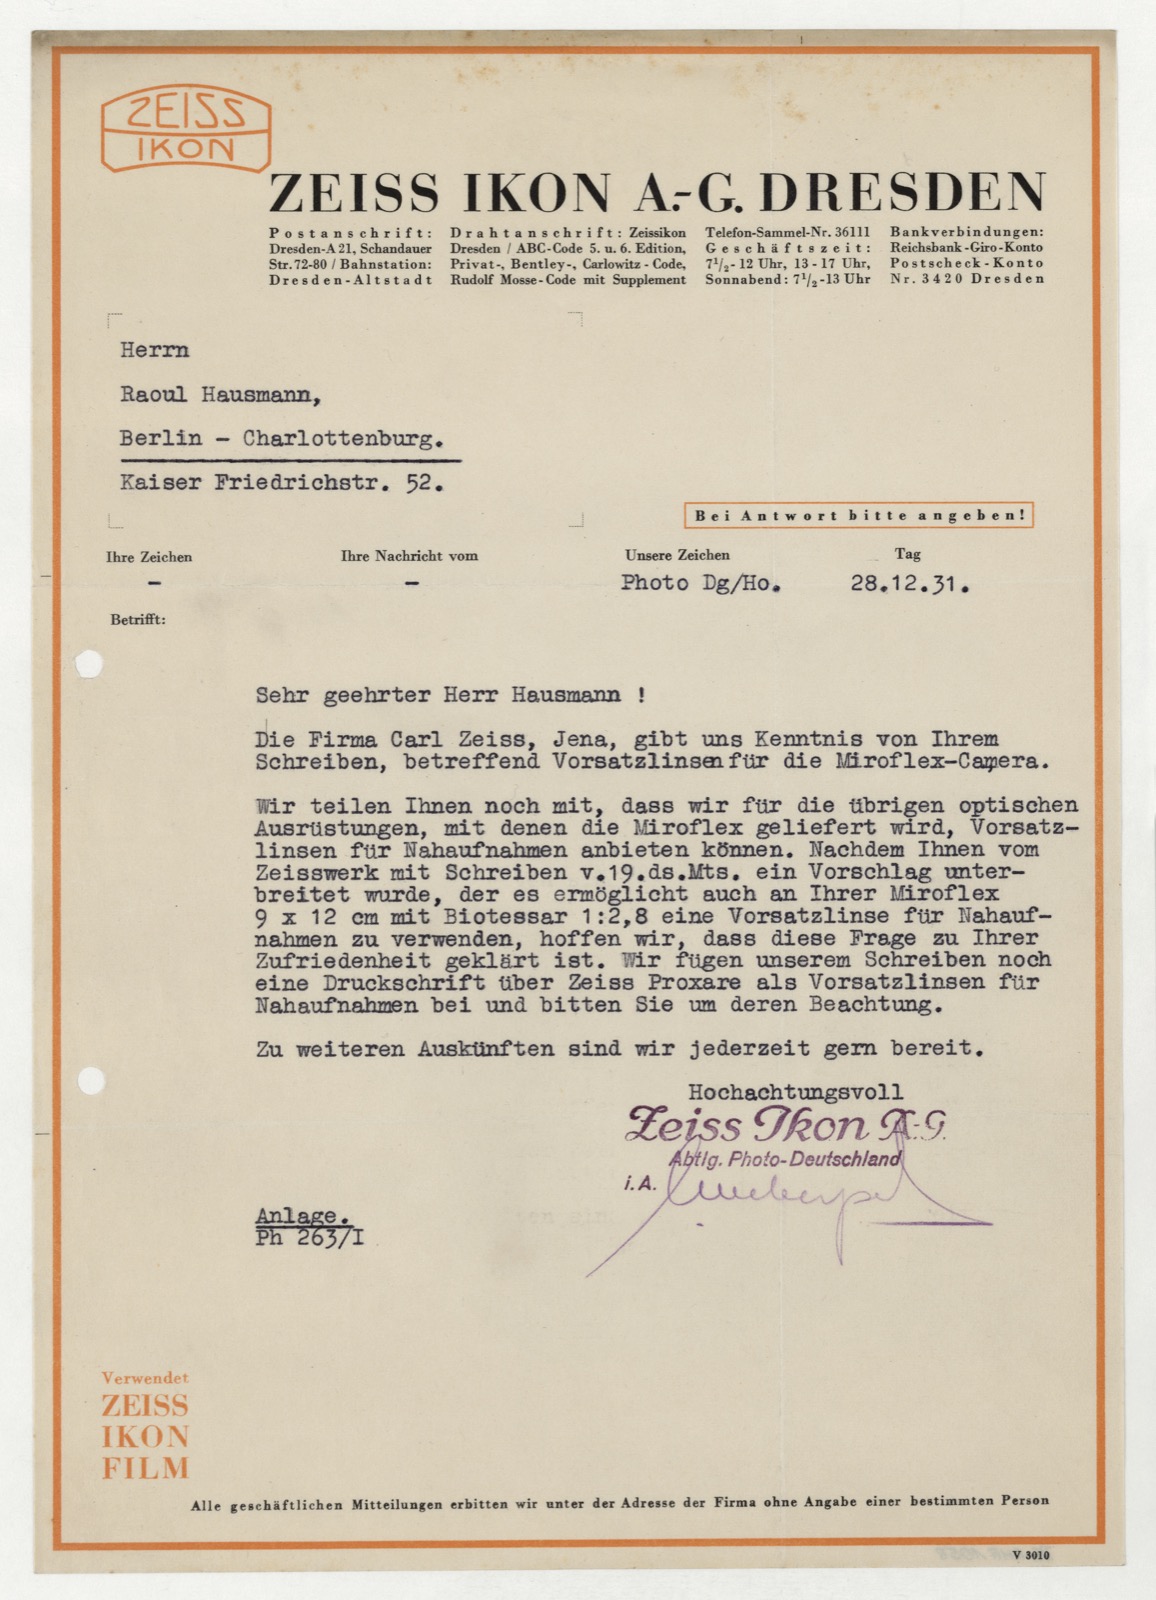 ZEISS
IKON
ZEISS IKON A.-G. DRESDEN
Postanschrift:
Dresden-A 21, Schandauer
Str. 72-80 / Bahnstation:
Dresden-Altstadt
Drahtanschrift: Zeissikon
Dresden / ABC-Code 5. u. 6. Edition,
Privat-, Bentley-, Carlowitz-Code,
Rudolf Mosse-Code mit Supplement
Telefon-Sammel-Nr. 36111
Geschäftszeit:
7½-12 Uhr, 13-17 Uhr,
Sonnabend: 7½-13 Uhr
Bankverbindungen:
Reichsbank-Giro-Konto
Postscheck-Konto
Nr. 3420 Dresden
Herrn
Raoul Hausmann,
Berlin - Charlottenburg.
Kaiser Friedrichstr. 52.
Bei Antwort bitte angeben!
Ihre Zeichen
Ihre Nachricht vom
Unsere Zeichen
Tag
-
-
Photo Dg/Ho.
28.12.31.
Betrifft:
Sehr geehrter Herr Hausmann !
Die Firma Carl Zeiss, Jena, gibt uns Kenntnis von Ihrem
Schreiben, betreffend Vorsatzlinsen für die Miroflex-Camera.
Wir teilen Ihnen noch mit, dass wir für die übrigen optischen
Ausrüstungen, mit denen die Miroflex geliefert wird, Vorsatz-
linsen für Nahaufnahmen anbieten können. Nachdem Ihnen vom
Zeisswerk mit Schreiben v.19.ds.Mts. ein Vorschlag unter-
breitet wurde, der es ermöglicht auch an Ihrer Miroflex
9 x 12 cm mit Biotessar 1:2,8 eine Vorsatzlinse für Nahauf-
nahmen zu verwenden, hoffen wir, dass diese Frage zu Ihrer
Zufriedenheit geklärt ist. Wir fügen unserem Schreiben noch
eine Druckschrift über Zeiss Proxare als Vorsatzlinsen für
Nahaufnahmen bei und bitten Sie um deren Beachtung.
Zu weiteren Auskünften sind wir jederzeit gern bereit.
Hochachtungsvoll
Zeiss Ikon A.-G.
Abtlg. Photo-Deutschland
i.A.
Anlage.
Ph 263/I
Verwendet
ZEISS
IKON
FILM
Alle geschäftlichen Mitteilungen erbitten wir unter der Adresse der Firma ohne Angabe einer bestimmten Person
V 3010